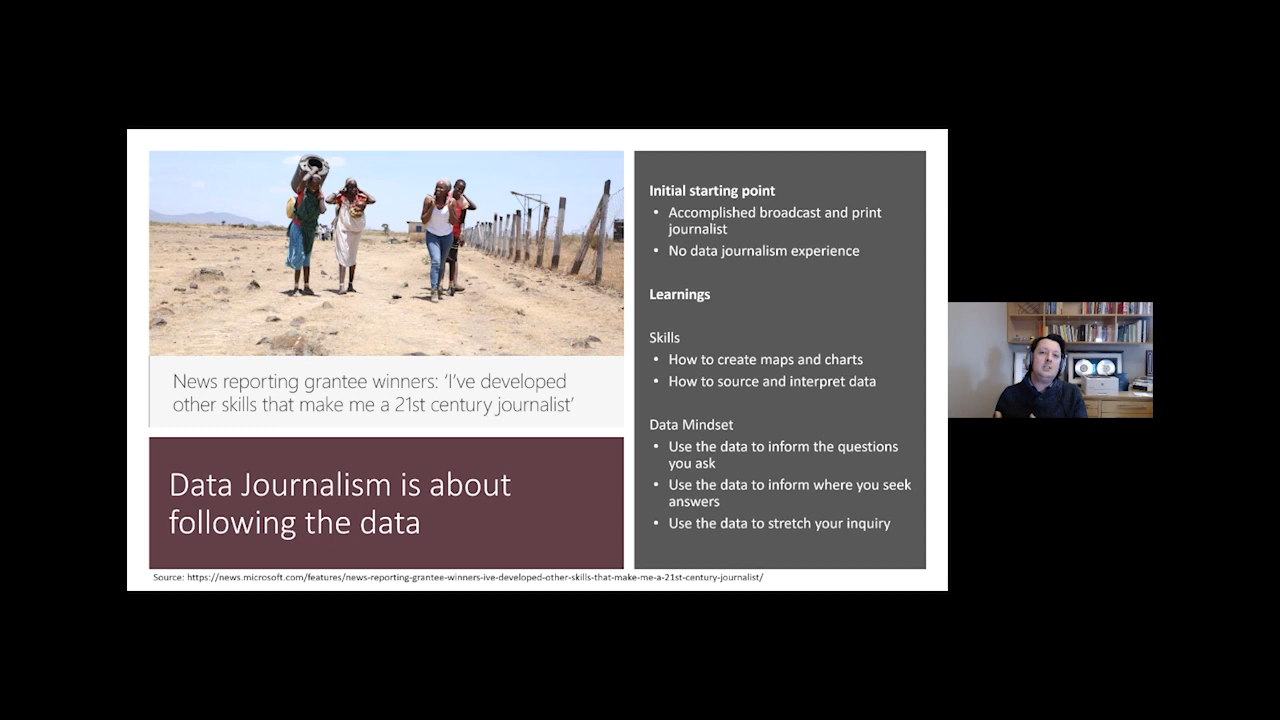 News reporting grantee winners: ‘I’ve developed
other skills that make me a 21st century journalist’
Data Journalism is about
following the data
Initial starting point
• Accomplished broadcast and print
journalist
• No data journalism experience
Learnings
Skills
• How to create maps and charts
• How to source and interpret data
Data Mindset
• Use the data to inform the questions
you ask
• Use the data to inform where you seek
answers
• Use the data to stretch your inquiry
Source: https://news.microsoft.com/features/news-reporting-grantee-winners-ive-developed-other-skills-that-make-me-a-21st-century-journalist/